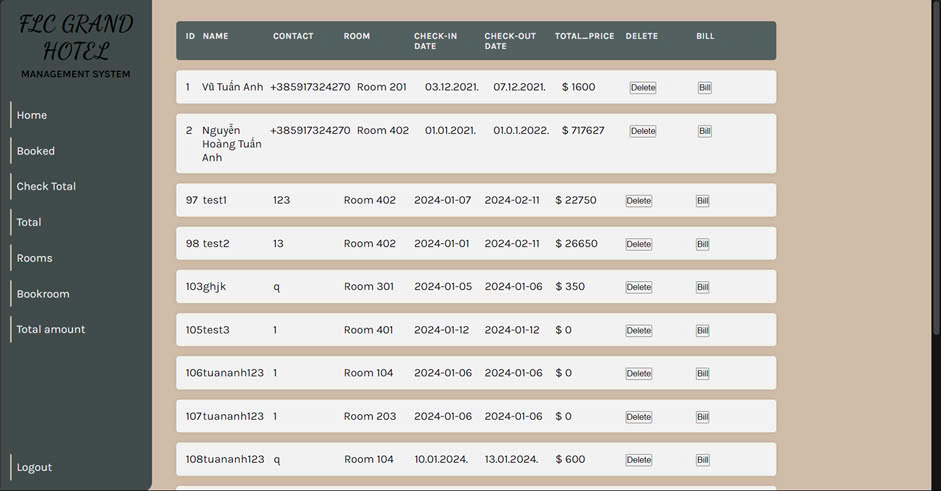 FLC GRAND
HOTEL
MANAGEMENT SYSTEM
Home
Booked
Check Total
Total
Rooms
Bookroom
Total amount
Logout
ID NAME CONTACT ROOM CHECK-IN DATE CHECK-OUT DATE TOTAL_PRICE DELETE BILL
1 Vũ Tuấn Anh +385917324270 Room 201 03.12.2021. 07.12.2021. $ 1600 Delete Bill
2 Nguyễn Hoàng Tuấn Anh +385917324270 Room 402 01.01.2021. 01.0.1.2022. $ 717627 Delete Bill
97 test1 123 Room 402 2024-01-07 2024-02-11 $ 22750 Delete Bill
98 test2 13 Room 402 2024-01-01 2024-02-11 $ 26650 Delete Bill
103 ghjk q Room 301 2024-01-05 2024-01-06 $ 350 Delete Bill
105 test3 1 Room 401 2024-01-12 2024-01-12 $ 0 Delete Bill
106 tuananh123 1 Room 104 2024-01-06 2024-01-06 $ 0 Delete Bill
107 tuananh123 1 Room 203 2024-01-06 2024-01-06 $ 0 Delete Bill
108 tuananh123 q Room 104 10.01.2024. 13.01.2024. $ 600 Delete Bill